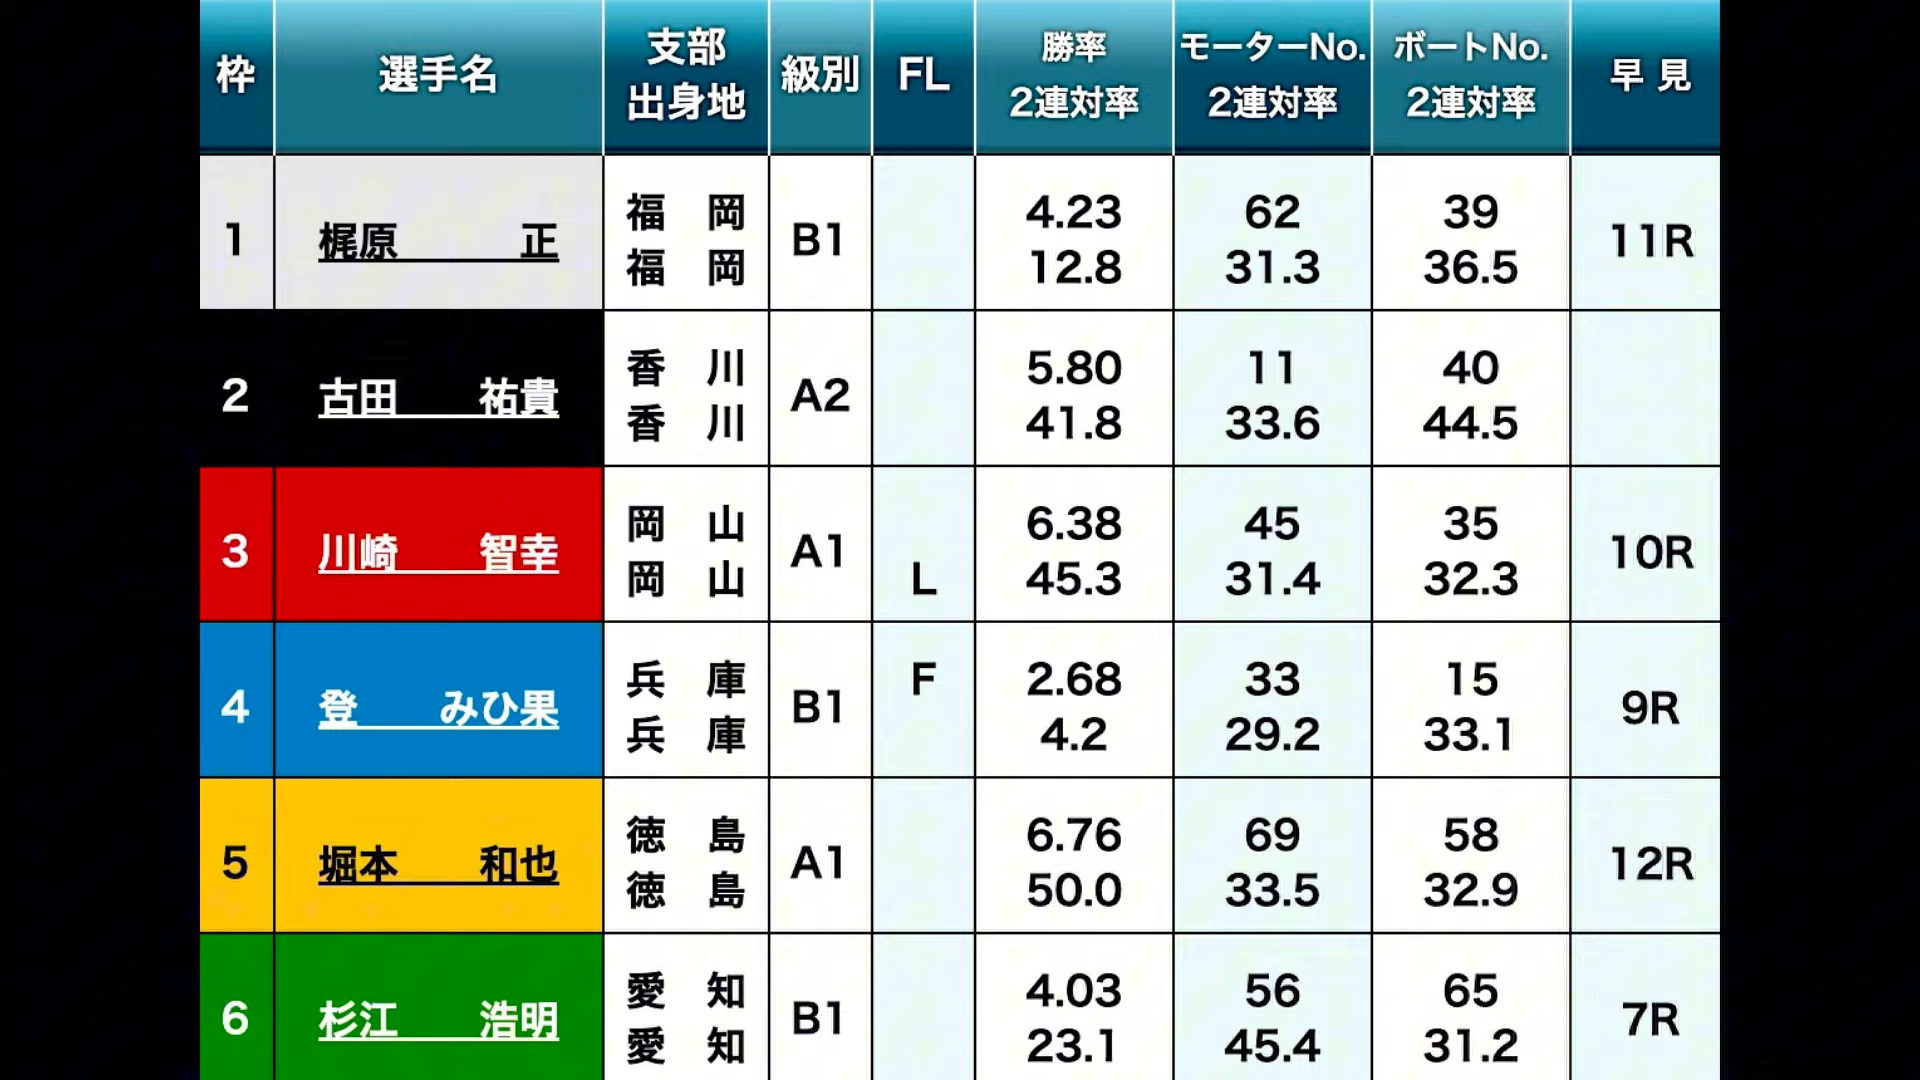 枠 選手名 支部 出身地 級別 FL 勝率 2連対率 モーターNo. 2連対率 ボートNo. 2連対率 早見
1 梶原 正 福岡 福岡 B1 4.23 12.8 62 31.3 39 36.5 11R
2 古田 祐貴 香川 香川 A2 5.80 41.8 11 33.6 40 44.5
3 川崎 智幸 岡山 岡山 A1 L 6.38 45.3 45 31.4 35 32.3 10R
4 登 みひ果 兵庫 兵庫 B1 F 2.68 4.2 33 29.2 15 33.1 9R
5 堀本 和也 徳島 徳島 A1 6.76 50.0 69 33.5 58 32.9 12R
6 杉江 浩明 愛知 愛知 B1 4.03 23.1 56 45.4 65 31.2 7R